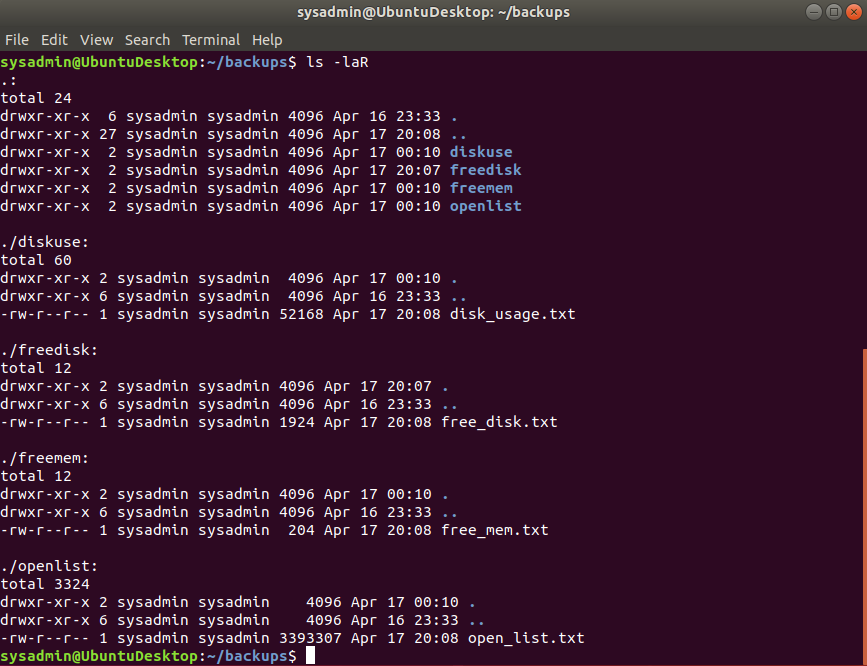 sysadmin@UbuntuDesktop: ~/backups
File Edit View Search Terminal Help
sysadmin@UbuntuDesktop:~/backups$ ls -laR
.:
total 24
drwxr-xr-x  6 sysadmin sysadmin 4096 Apr 16 23:33 .
drwxr-xr-x 27 sysadmin sysadmin 4096 Apr 17 20:08 ..
drwxr-xr-x  2 sysadmin sysadmin 4096 Apr 17 00:10 diskuse
drwxr-xr-x  2 sysadmin sysadmin 4096 Apr 17 20:07 freedisk
drwxr-xr-x  2 sysadmin sysadmin 4096 Apr 17 00:10 freemem
drwxr-xr-x  2 sysadmin sysadmin 4096 Apr 17 00:10 openlist

./diskuse:
total 60
drwxr-xr-x 2 sysadmin sysadmin  4096 Apr 17 00:10 .
drwxr-xr-x 6 sysadmin sysadmin  4096 Apr 16 23:33 ..
-rw-r--r-- 1 sysadmin sysadmin 52168 Apr 17 20:08 disk_usage.txt

./freedisk:
total 12
drwxr-xr-x 2 sysadmin sysadmin 4096 Apr 17 20:07 .
drwxr-xr-x 6 sysadmin sysadmin 4096 Apr 16 23:33 ..
-rw-r--r-- 1 sysadmin sysadmin 1924 Apr 17 20:08 free_disk.txt

./freemem:
total 12
drwxr-xr-x 2 sysadmin sysadmin 4096 Apr 17 00:10 .
drwxr-xr-x 6 sysadmin sysadmin 4096 Apr 16 23:33 ..
-rw-r--r-- 1 sysadmin sysadmin  204 Apr 17 20:08 free_mem.txt

./openlist:
total 3324
drwxr-xr-x 2 sysadmin sysadmin    4096 Apr 17 00:10 .
drwxr-xr-x 6 sysadmin sysadmin    4096 Apr 16 23:33 ..
-rw-r--r-- 1 sysadmin sysadmin 3393307 Apr 17 20:08 open_list.txt
sysadmin@UbuntuDesktop:~/backups$